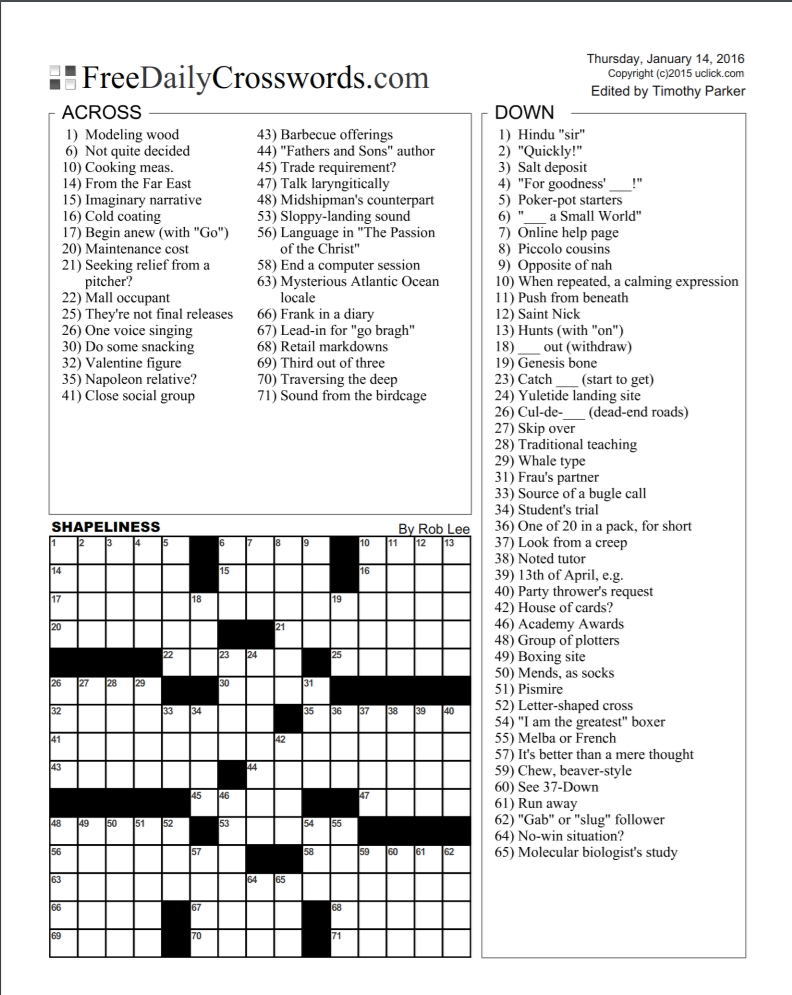 Thursday, January 14, 2016
Copyright (c)2015 uclick.com
FreeDailyCrosswords.com
Edited by Timothy Parker
ACROSS
1) Modeling wood
6) Not quite decided
10) Cooking meas.
14) From the Far East
15) Imaginary narrative
16) Cold coating
17) Begin anew (with "Go")
20) Maintenance cost
21) Seeking relief from a
pitcher?
22) Mall occupant
25) They're not final releases
26) One voice singing
30) Do some snacking
32) Valentine figure
35) Napoleon relative?
41) Close social group
43) Barbecue offerings
44) "Fathers and Sons" author
45) Trade requirement?
47) Talk laryngitically
48) Midshipman's counterpart
53) Sloppy-landing sound
56) Language in "The Passion
of the Christ"
58) End a computer session
63) Mysterious Atlantic Ocean
locale
66) Frank in a diary
67) Lead-in for "go bragh"
68) Retail markdowns
69) Third out of three
70) Traversing the deep
71) Sound from the birdcage
DOWN
1) Hindu "sir"
2) "Quickly!"
3) Salt deposit
4) "For goodness' ___!"
5) Poker-pot starters
6) "___ a Small World"
7) Online help page
8) Piccolo cousins
9) Opposite of nah
10) When repeated, a calming expression
11) Push from beneath
12) Saint Nick
13) Hunts (with "on")
18) ___ out (withdraw)
19) Genesis bone
23) Catch ___ (start to get)
24) Yuletide landing site
26) Cul-de-___ (dead-end roads)
27) Skip over
28) Traditional teaching
29) Whale type
31) Frau's partner
33) Source of a bugle call
34) Student's trial
36) One of 20 in a pack, for short
37) Look from a creep
38) Noted tutor
39) 13th of April, e.g.
40) Party thrower's request
42) House of cards?
46) Academy Awards
48) Group of plotters
49) Boxing site
50) Mends, as socks
51) Pismire
52) Letter-shaped cross
54) "I am the greatest" boxer
55) Melba or French
57) It's better than a mere thought
59) Chew, beaver-style
60) See 37-Down
61) Run away
62) "Gab" or "slug" follower
64) No-win situation?
65) Molecular biologist's study
SHAPELINESS By Rob Lee
1 2 3 4 5 6 7 8 9 10 11 12 13
14 15 16
17 18 19
20 21
22 23 24 25
26 27 28 29 30 31
32 33 34 35 36 37 38 39 40
41 42
43 44
45 46 47
48 49 50 51 52 53 54 55
56 57 58 59 60 61 62
63 64 65
66 67 68
69 70 71